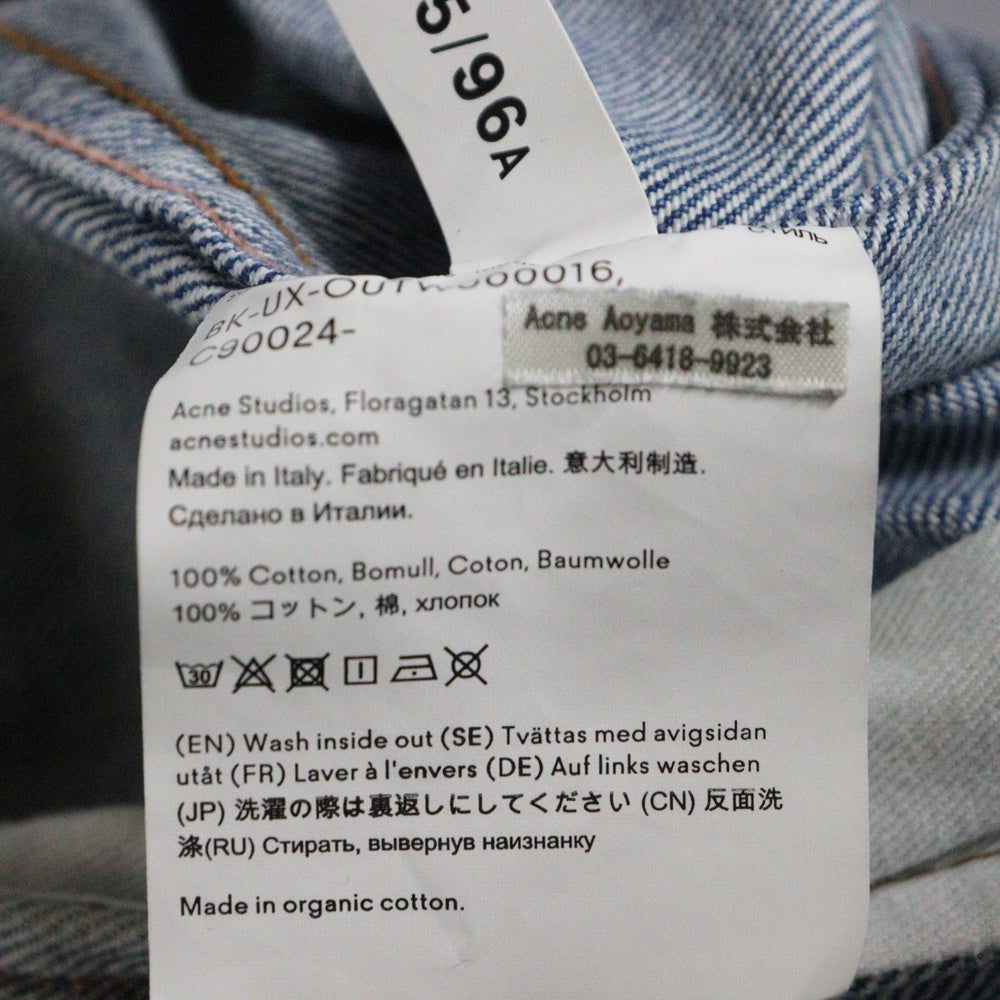 5/96A
стиль
BK-UX-OUTW000016,
C90024-
Acne Aoyama 株式会社
03-6418-9923
Acne Studios, Floragatan 13, Stockholm
acnestudios.com
Made in Italy. Fabriqué en Italie. 意大利制造.
Сделано в Италии.
100% Cotton, Bomull, Coton, Baumwolle
100% コットン, 棉, хлопок
30
(EN) Wash inside out (SE) Tvättas med avigsidan
utåt (FR) Laver à l'envers (DE) Auf links waschen
(JP) 洗濯の際は裏返しにしてください (CN) 反面洗
涤(RU) Стирать, вывернув наизнанку
Made in organic cotton.